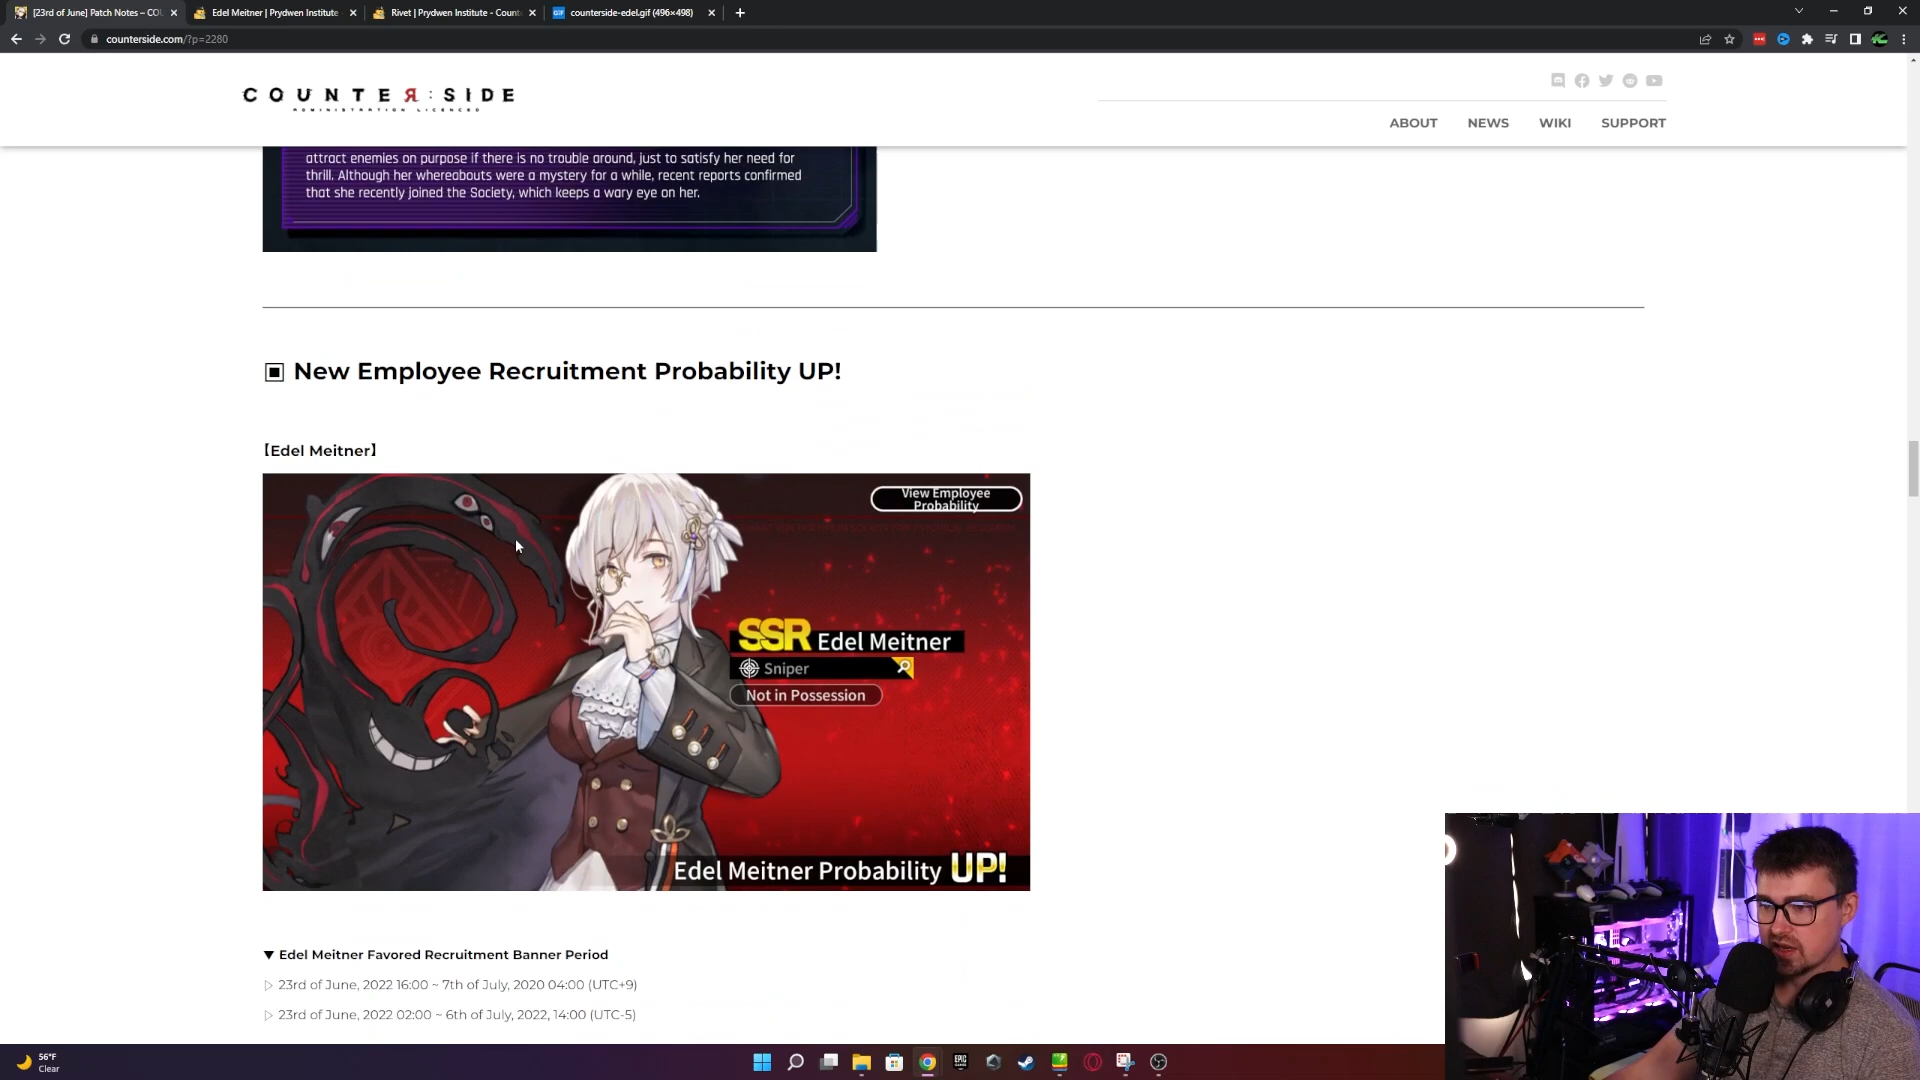 [23rd of June] Patch Notes – COU
Edel Meitner | Prydwen Institute
Rivet | Prydwen Institute - Count
counterside-edel.gif (496×498)
counterside.com/?p=2280
COUNTER:SIDE
ADMINISTRATION LICENCED
ABOUT NEWS WIKI SUPPORT
attract enemies on purpose if there is no trouble around, just to satisfy her need for
thrill. Although her whereabouts were a mystery for a while, recent reports confirmed
that she recently joined the Society, which keeps a wary eye on her.
▣ New Employee Recruitment Probability UP!
【Edel Meitner】
View Employee
Probability
SSR Edel Meitner
Sniper
Not in Possession
Edel Meitner Probability UP!
▼ Edel Meitner Favored Recruitment Banner Period
▷ 23rd of June, 2022 16:00 ~ 7th of July, 2020 04:00 (UTC+9)
▷ 23rd of June, 2022 02:00 ~ 6th of July, 2022, 14:00 (UTC-5)
56°F
Clear
EPIC